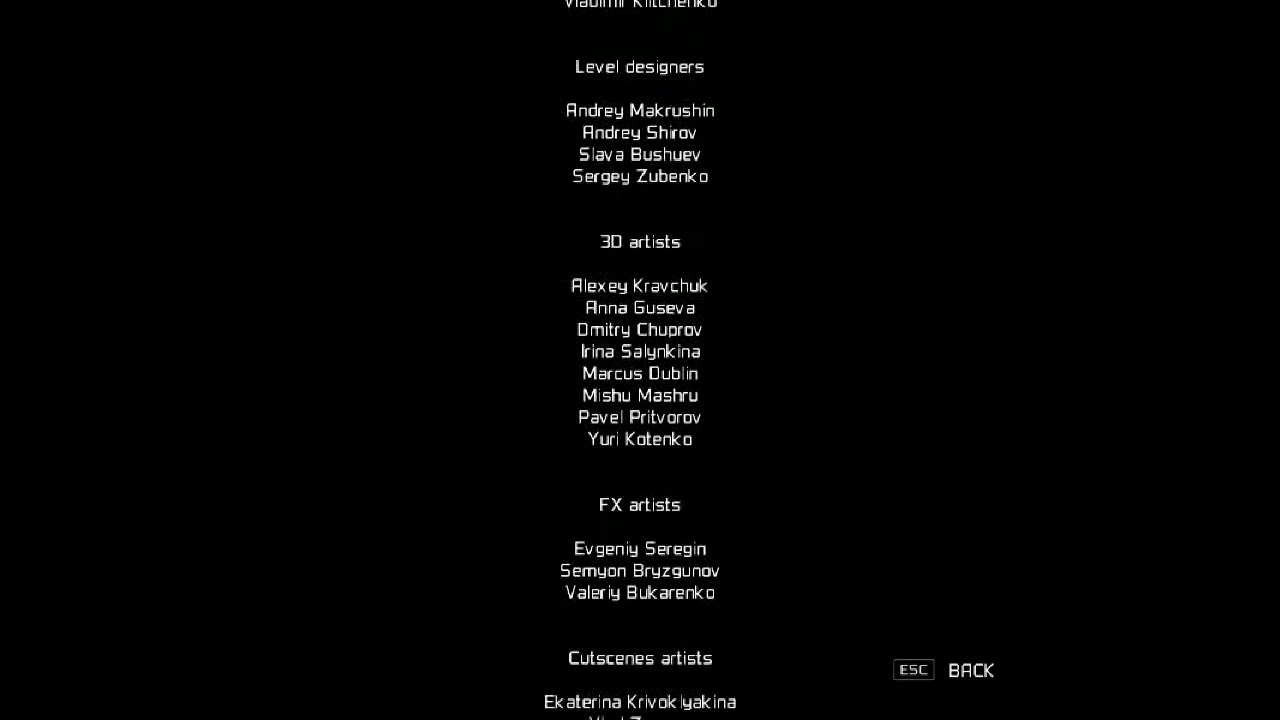 Vladimir Klitchenko
Level designers
Andrey Makrushin
Andrey Shirov
Slava Bushuev
Sergey Zubenko
3D artists
Alexey Kravchuk
Anna Guseva
Dmitry Chuprov
Irina Salynkina
Marcus Dublin
Mishu Mashru
Pavel Pritvorov
Yuri Kotenko
FX artists
Evgeniy Seregin
Semyon Bryzgunov
Valeriy Bukarenko
Cutscenes artists
ESC BACK
Ekaterina Krivoklyakina